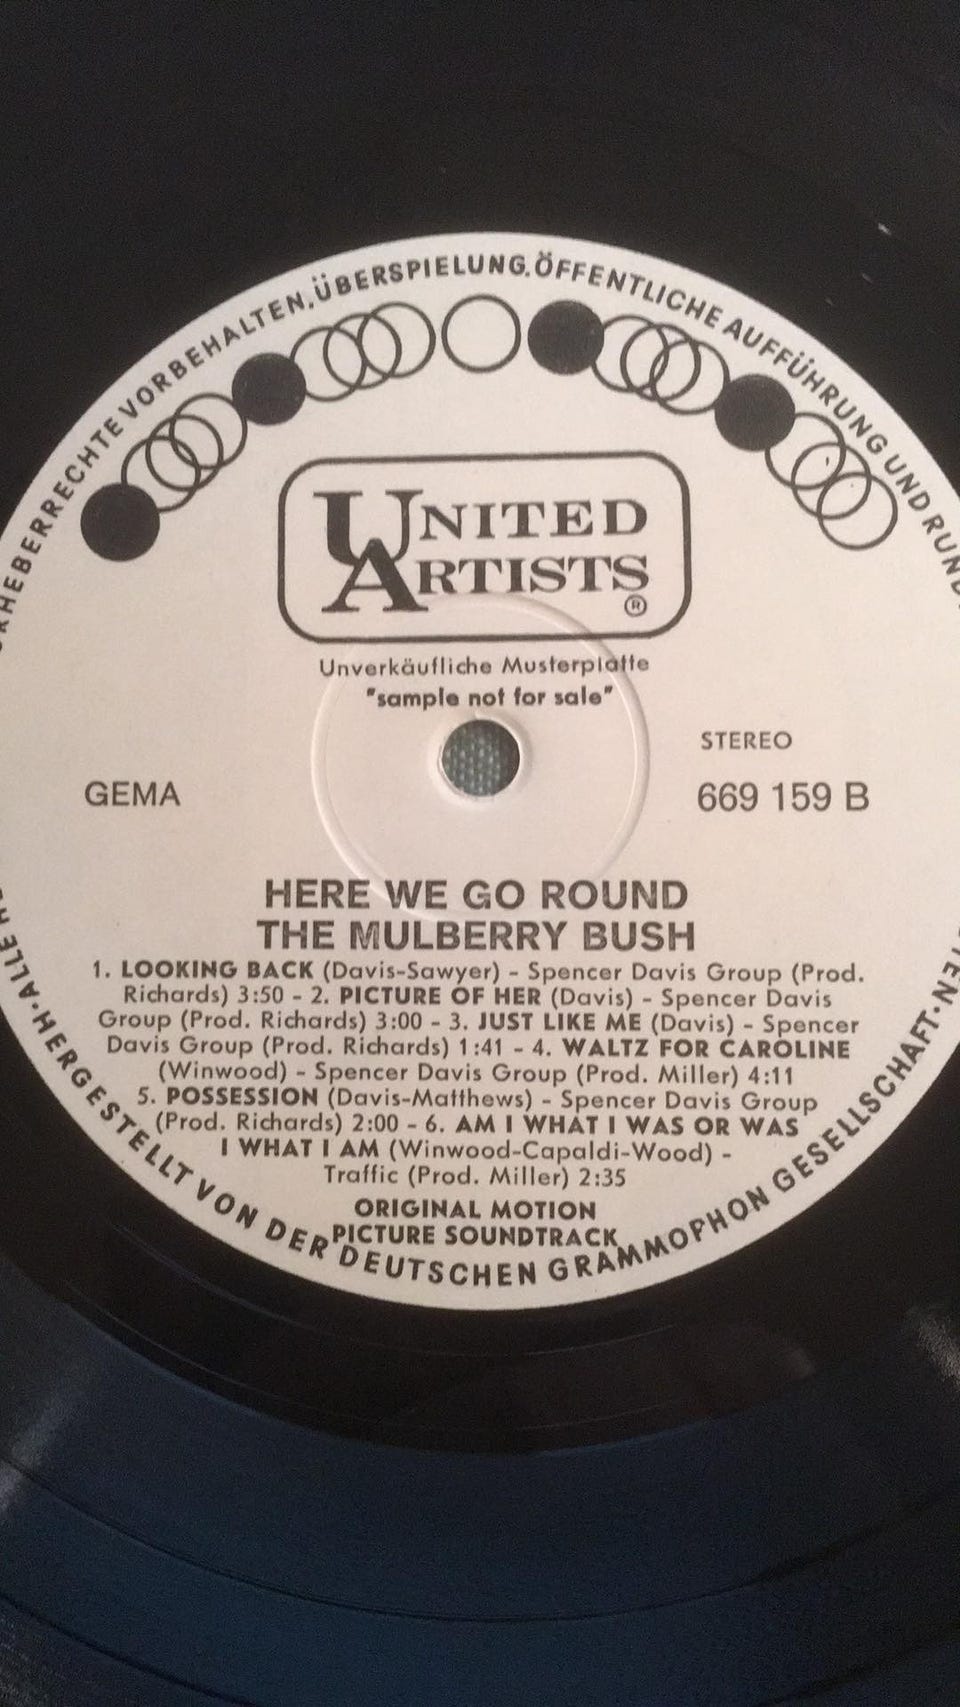 URHEBERRECHTE VORBEHALTEN. ÜBERSPIELUNG. ÖFFENTLICHE AUFFÜHRUNG UND
UNITED
ARTISTS
®
Unverkäufliche Musterplatte
"sample not for sale"
STEREO
GEMA
669 159 B
HERE WE GO ROUND
THE MULBERRY BUSH
1. LOOKING BACK (Davis-Sawyer) - Spencer Davis Group (Prod.
Richards) 3:50 - 2. PICTURE OF HER (Davis) - Spencer Davis
Group (Prod. Richards) 3:00 - 3. JUST LIKE ME (Davis) - Spencer
Davis Group (Prod. Richards) 1:41 - 4. WALTZ FOR CAROLINE
(Winwood) - Spencer Davis Group (Prod. Miller) 4:11
5. POSSESSION (Davis-Matthews) - Spencer Davis Group
(Prod. Richards) 2:00 - 6. AM I WHAT I WAS OR WAS
I WHAT I AM (Winwood-Capaldi-Wood) -
Traffic (Prod. Miller) 2:35
ORIGINAL MOTION
PICTURE SOUNDTRACK
ALLE · HERGESTELLT VON DER DEUTSCHEN GRAMMOPHON GESELLSCHAFT ·